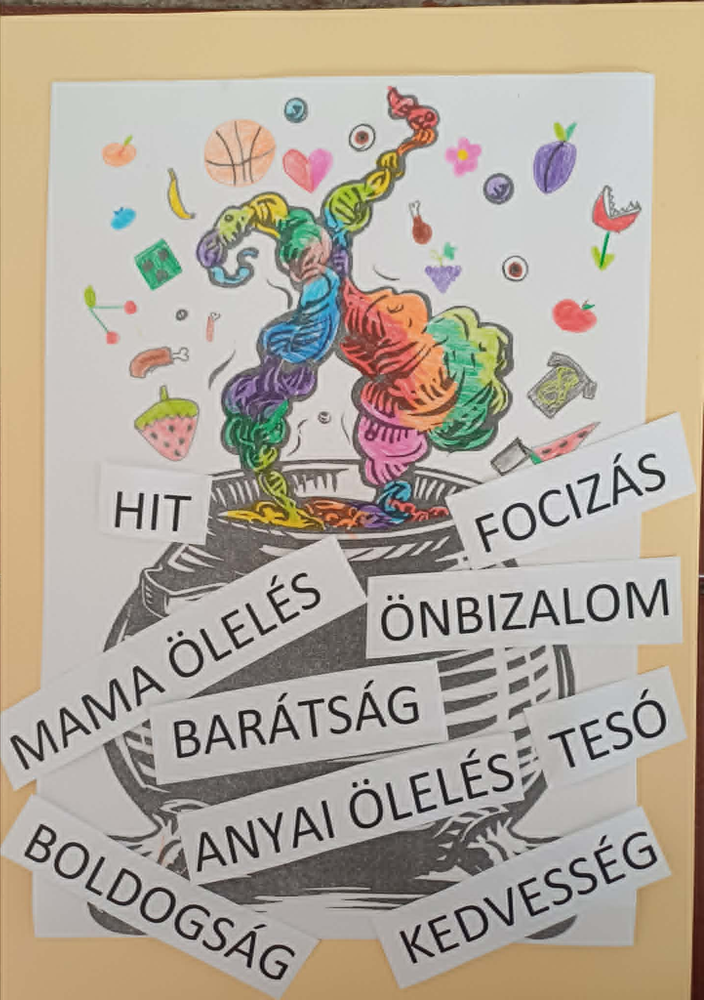 HIT
FOCIZÁS
MAMA ÖLELÉS
ÖNBIZALOM
BARÁTSÁG
TESÓ
ANYAI ÖLELÉS
BOLDOGSÁG
KEDVESSÉG